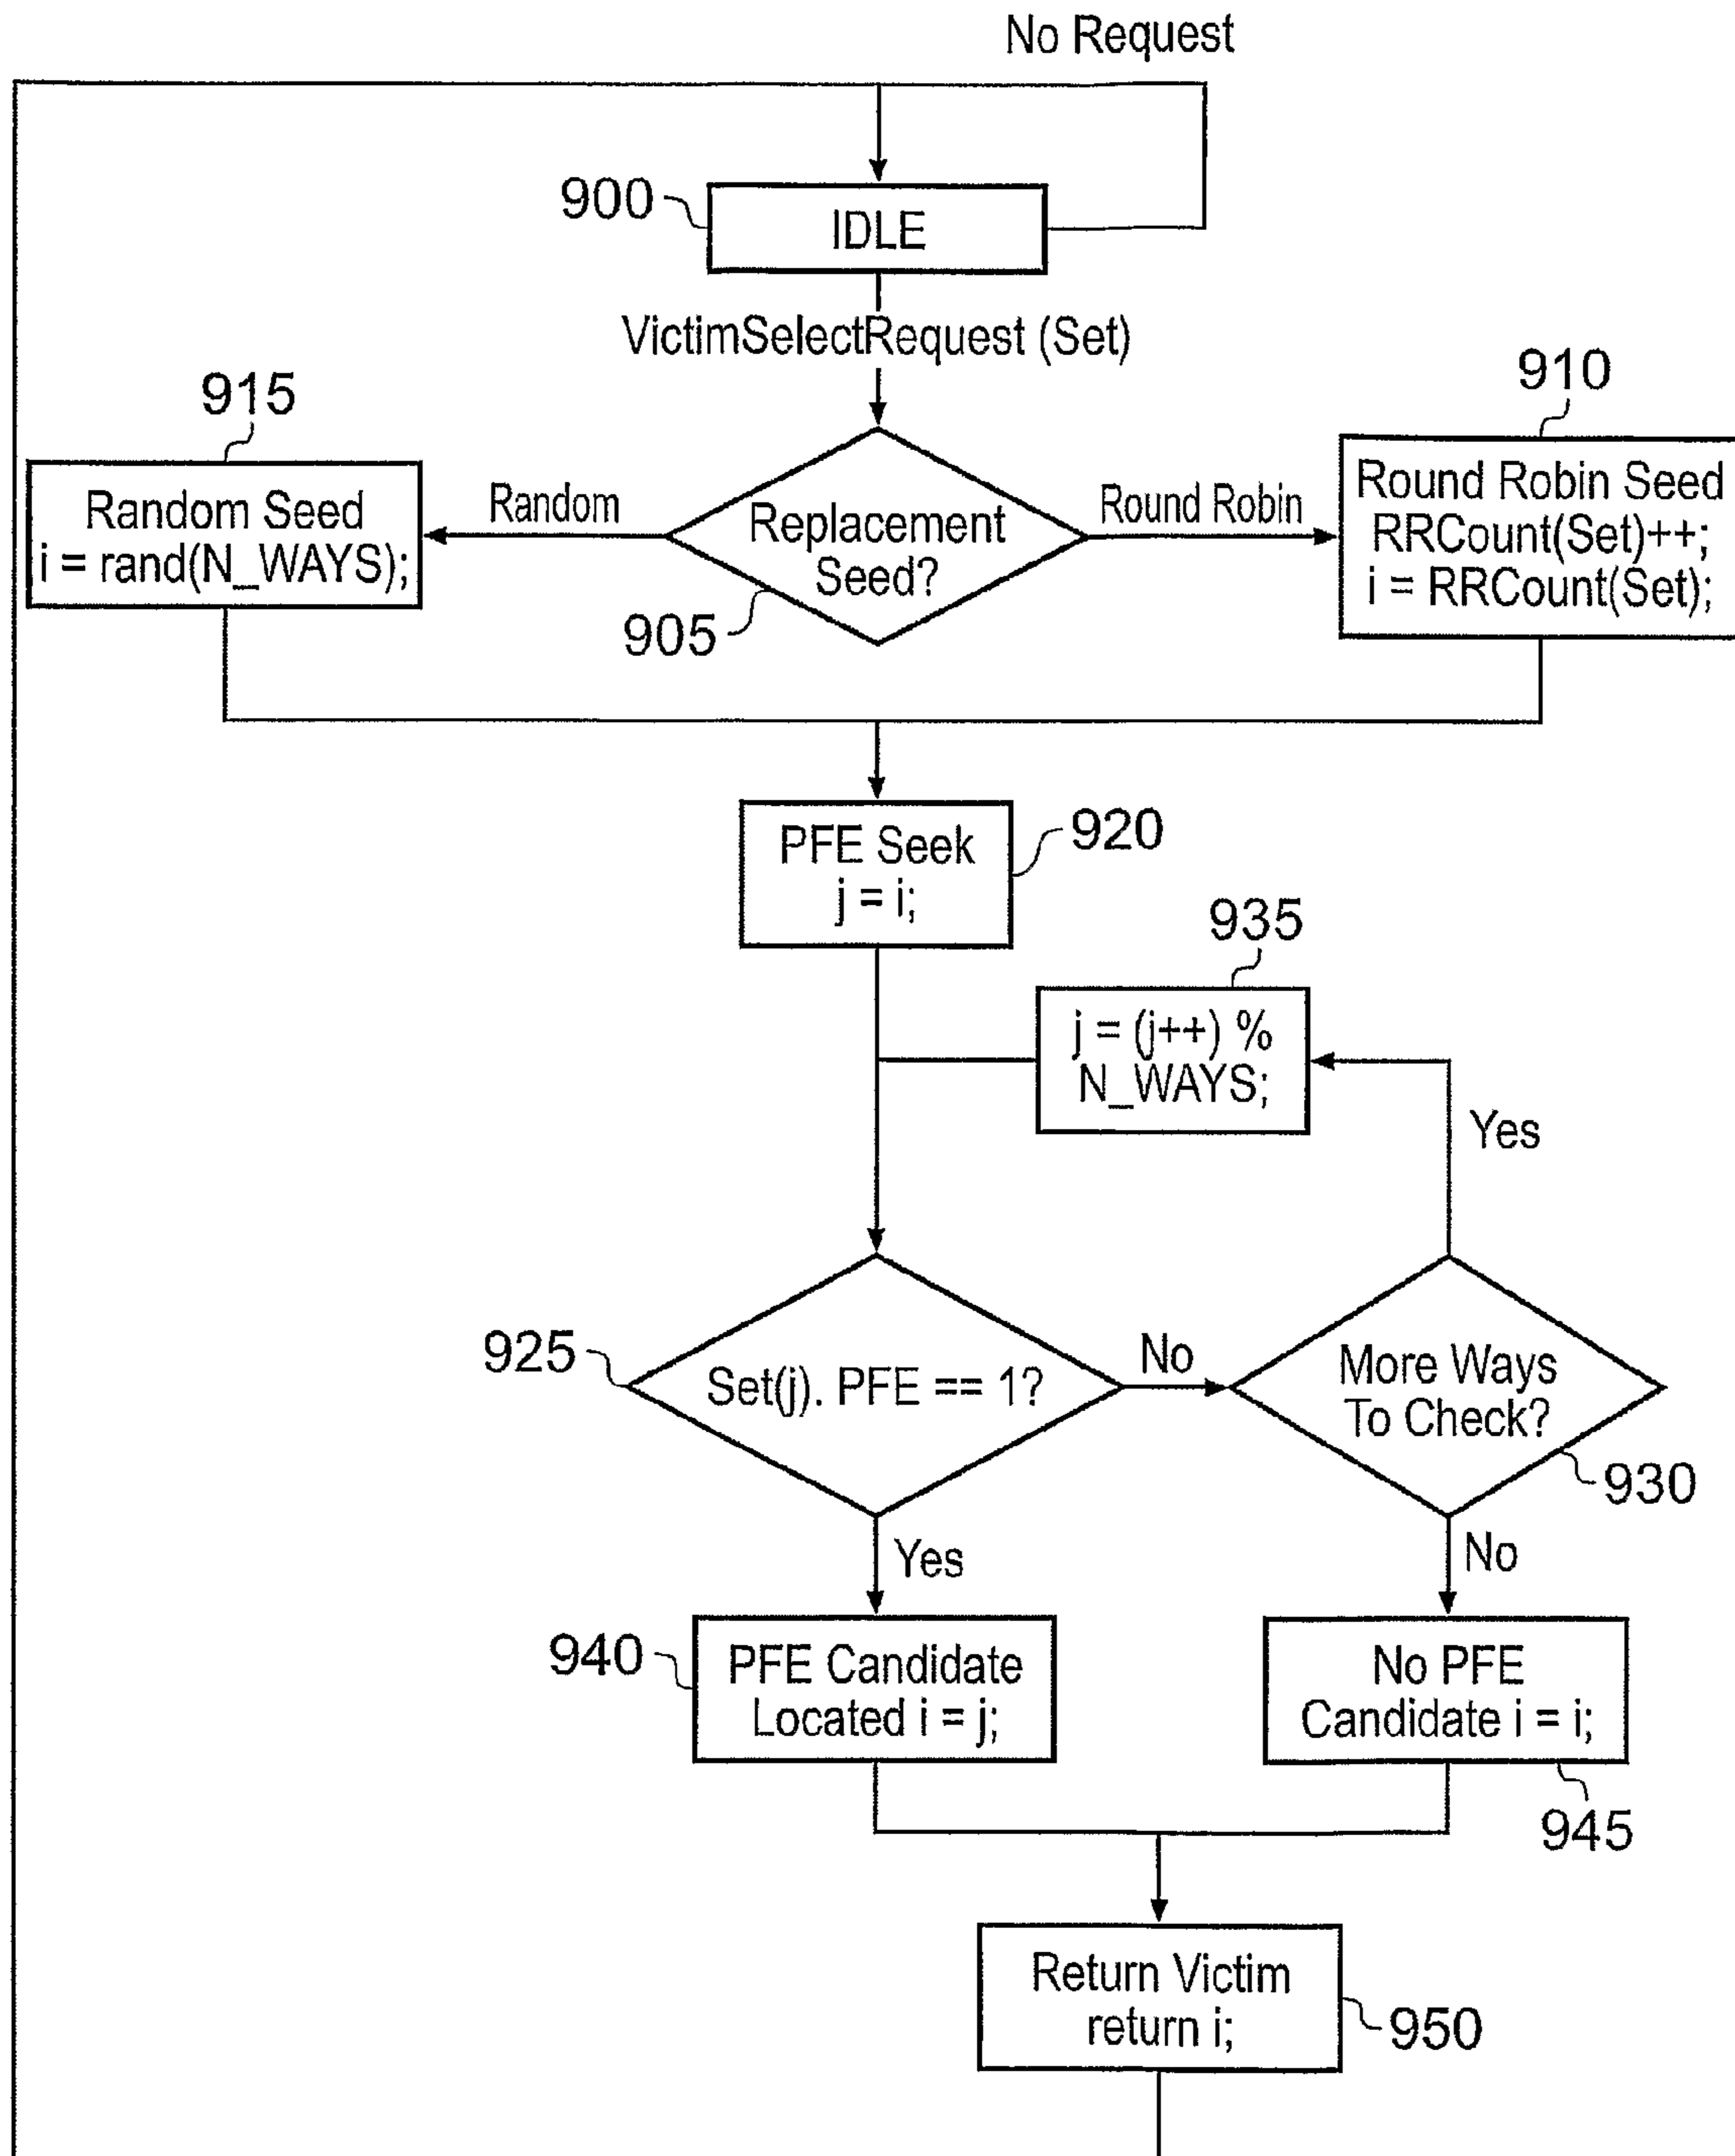 No Request
900
IDLE
VictimSelectRequest (Set)
915
910
Random Seed
i = rand(N_WAYS);
Random
Replacement
Seed?
Round Robin
Round Robin Seed
RRCount(Set)++;
i = RRCount(Set);
905
PFE Seek
j = i;
920
935
j = (j++) %
N_WAYS;
Yes
925
Set(j). PFE == 1?
No
More Ways
To Check?
930
Yes
No
940
PFE Candidate
Located i = j;
No PFE
Candidate i = i;
945
Return Victim
return i;
950